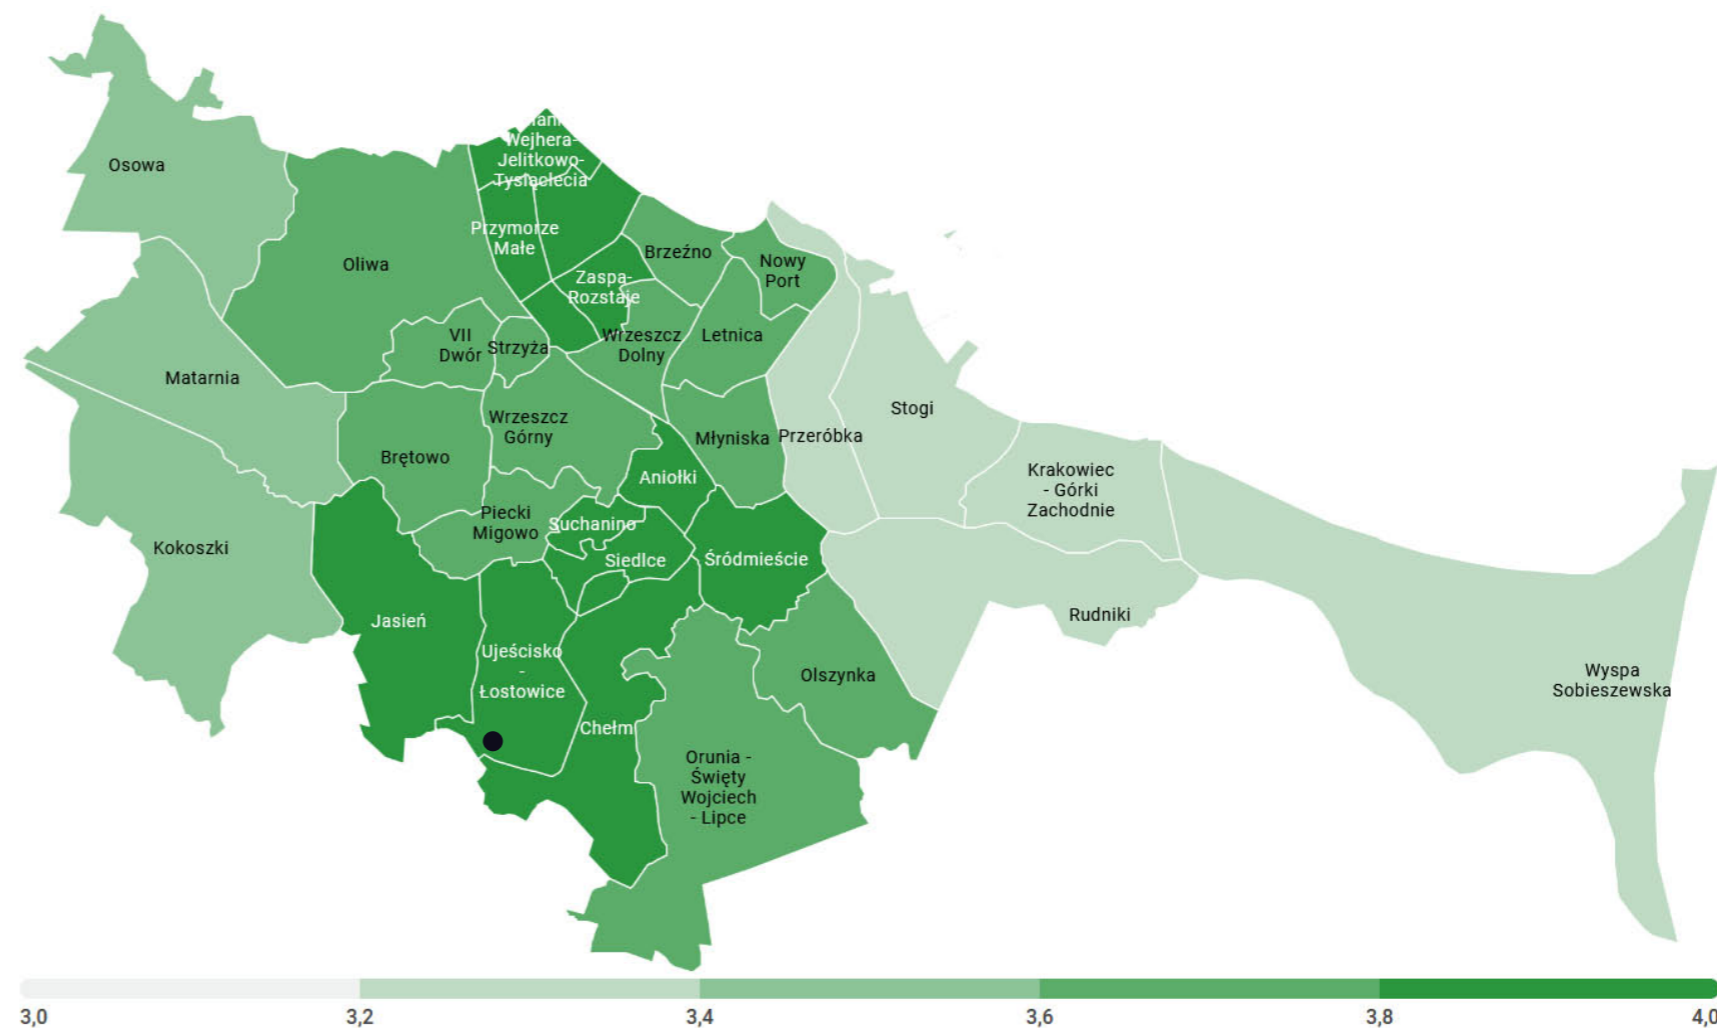 Osowa
Wejhera-
Jelitkowo-
Tysiąclecia
Przymorze
Małe
Oliwa
Brzeźno
Nowy
Port
Zaspa-
Rozstaje
VII
Dwór
Strzyża
Wrzeszcz
Dolny
Letnica
Matarnia
Stogi
Wrzeszcz
Górny
Młyniska
Przeróbka
Brętowo
Aniołki
Krakowiec
- Górki
Zachodnie
Piecki
Migowo
Suchanino
Kokoszki
Siedlce
Śródmieście
Jasień
Rudniki
Ujeścisko
-
Łostowice
Olszynka
Wyspa
Sobieszewska
Chełm
Orunia -
Święty
Wojciech
- Lipce
3,0
3,2
3,4
3,6
3,8
4,0